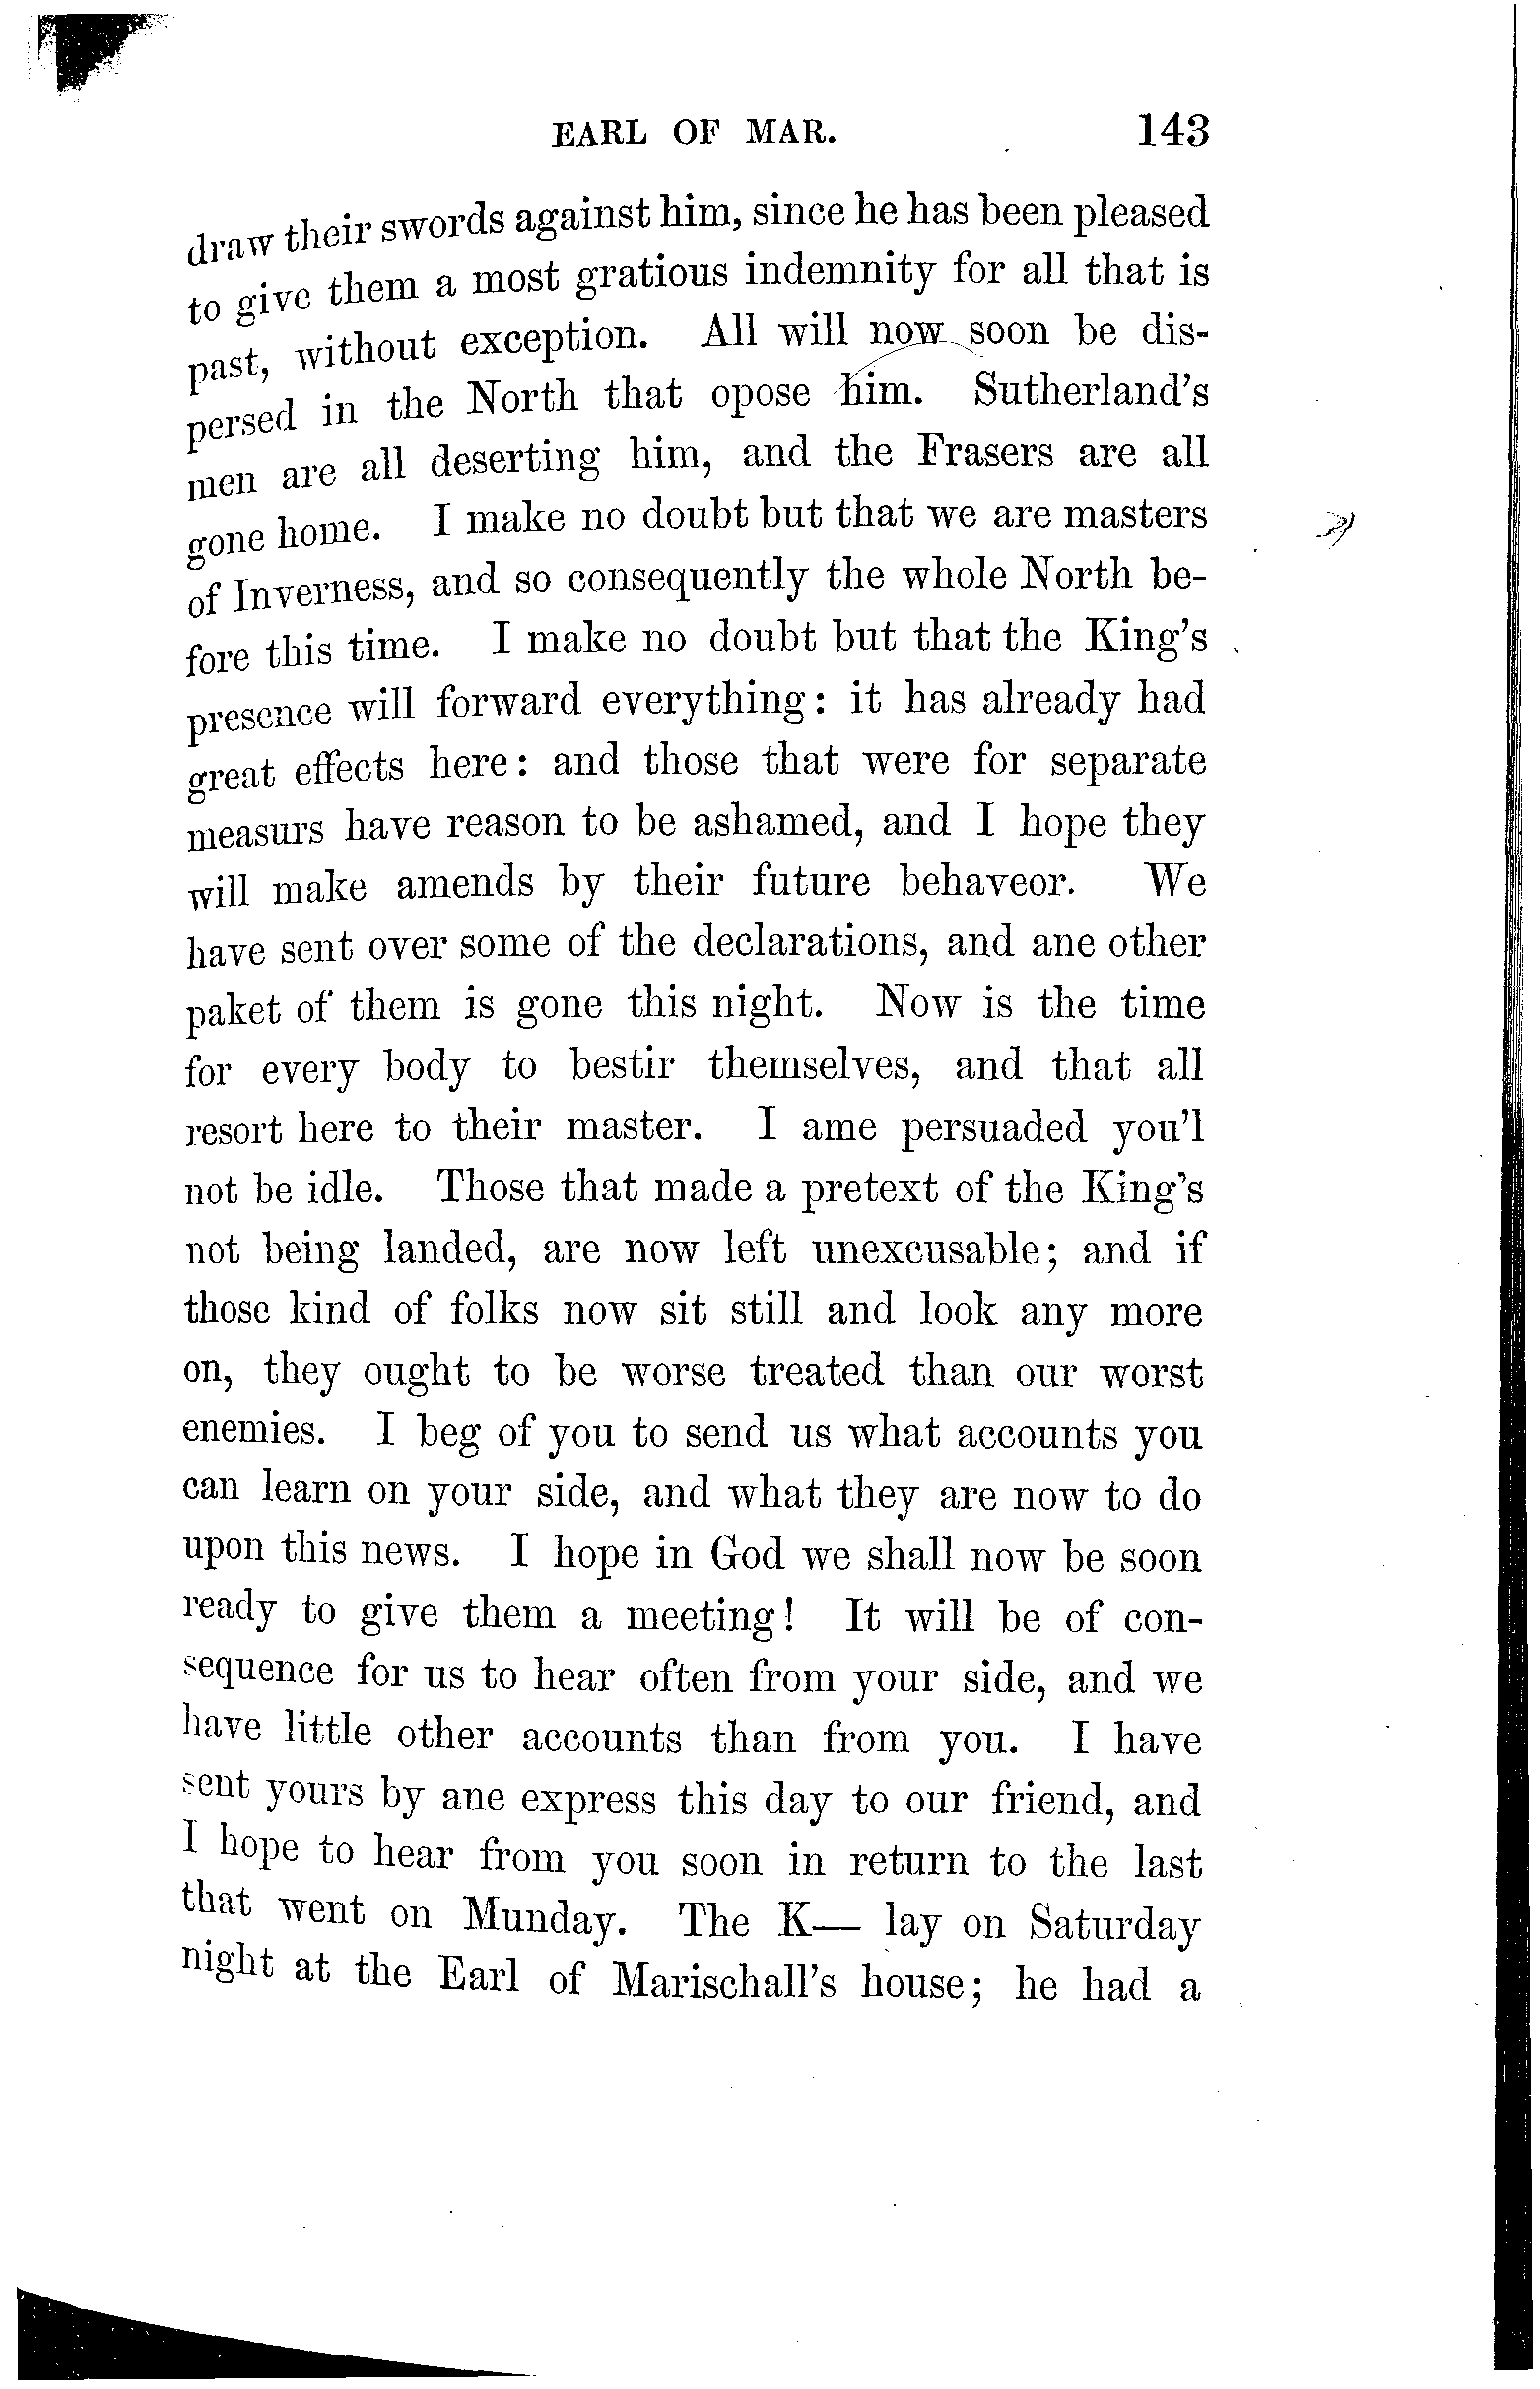 EARL OF MAR. 143
draw their swords against him, since he has been pleased
to give them a most gratious indemnity for all that is
past, without exception. All will now soon be dis-
persed in the North that opose him. Sutherland's
men are all deserting him, and the Frasers are all
gone home. I make no doubt but that we are masters
of Inverness, and so consequently the whole North be-
fore this time. I make no doubt but that the King's
presence will forward everything: it has already had
great effects here: and those that were for separate
measurs have reason to be ashamed, and I hope they
will make amends by their future behaveor. We
have sent over some of the declarations, and ane other
paket of them is gone this night. Now is the time
for every body to bestir themselves, and that all
resort here to their master. I ame persuaded you'l
not be idle. Those that made a pretext of the King's
not being landed, are now left unexcusable; and if
those kind of folks now sit still and look any more
on, they ought to be worse treated than our worst
enemies. I beg of you to send us what accounts you
can learn on your side, and what they are now to do
upon this news. I hope in God we shall now be soon
ready to give them a meeting! It will be of con-
sequence for us to hear often from your side, and we
have little other accounts than from you. I have
sent yours by ane express this day to our friend, and
I hope to hear from you soon in return to the last
that went on Munday. The K— lay on Saturday
night at the Earl of Marischall's house; he had a